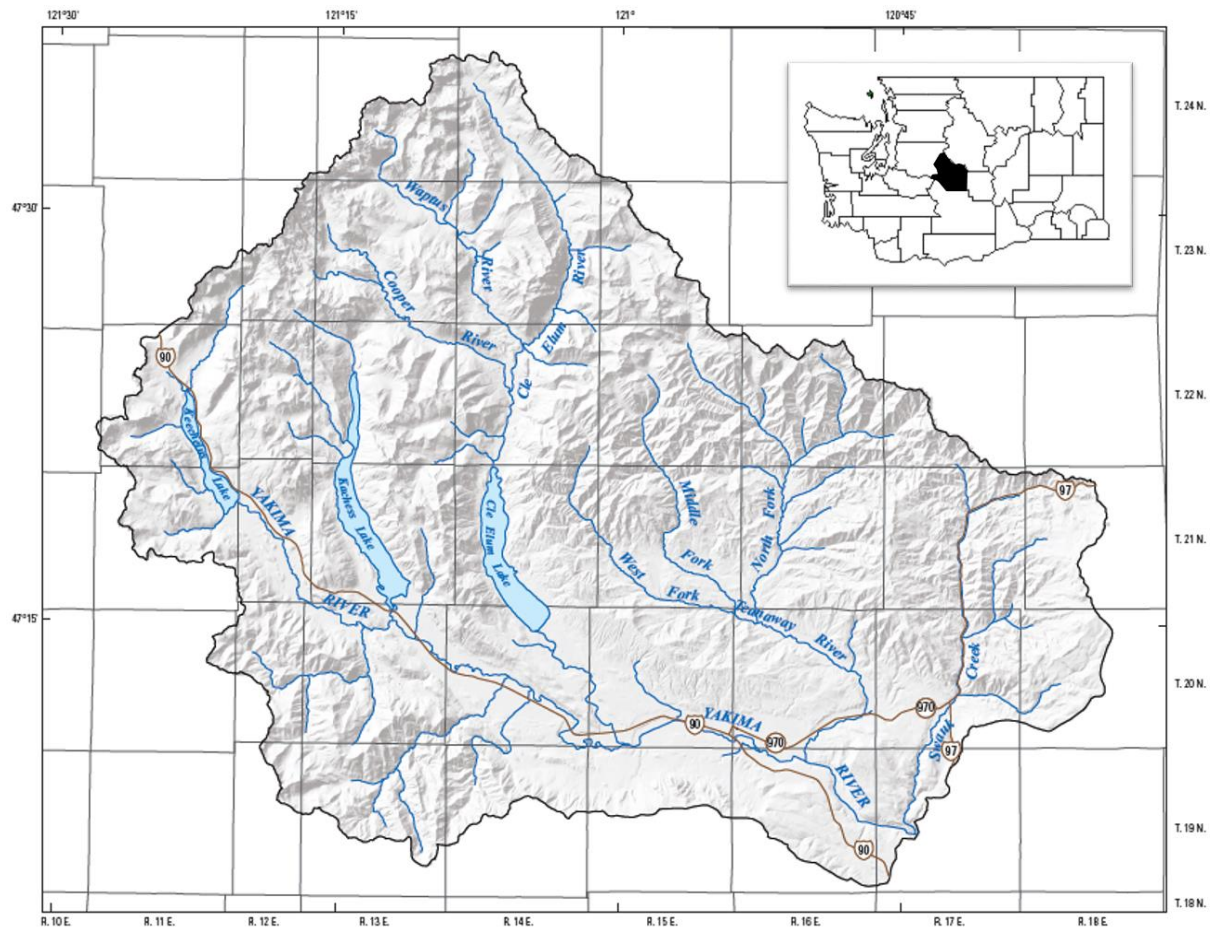 121°30'
121°15'
121°
120°45'
T. 24 N.
47°30'
T. 23 N.
T. 22 N.
T. 21 N.
47°15'
T. 20 N.
T. 19 N.
T. 18 N.
Waptus
River
River
Cooper
River
Elum
Cle
90
Keechelus
Lake
YAKIMA
RIVER
Kachess Lake
Cle Elum Lake
Middle
Fork
North Fork
West
Fork
Teanaway
River
97
Creek
Swauk
970
97
90
YAKIMA
970
RIVER
90
R. 10 E.
R. 11 E.
R. 12 E.
R. 13 E.
R. 14 E.
R. 15 E.
R. 16 E.
R. 17 E.
R. 18 E.